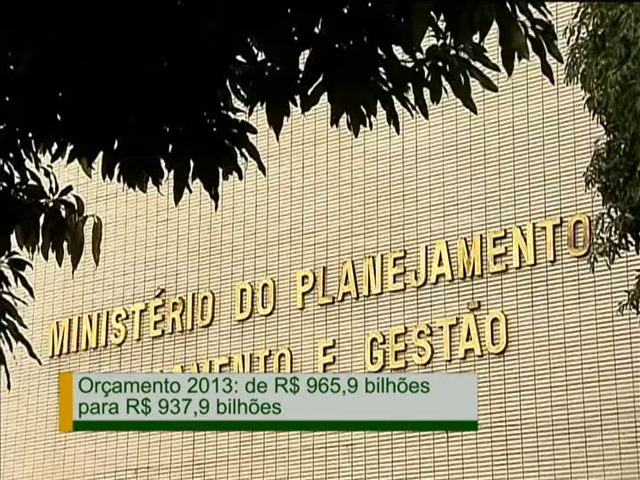 MINISTÉRIO DO PLANEJAMENTO
E GESTÃO
Orçamento 2013: de R$ 965,9 bilhões
para R$ 937,9 bilhões